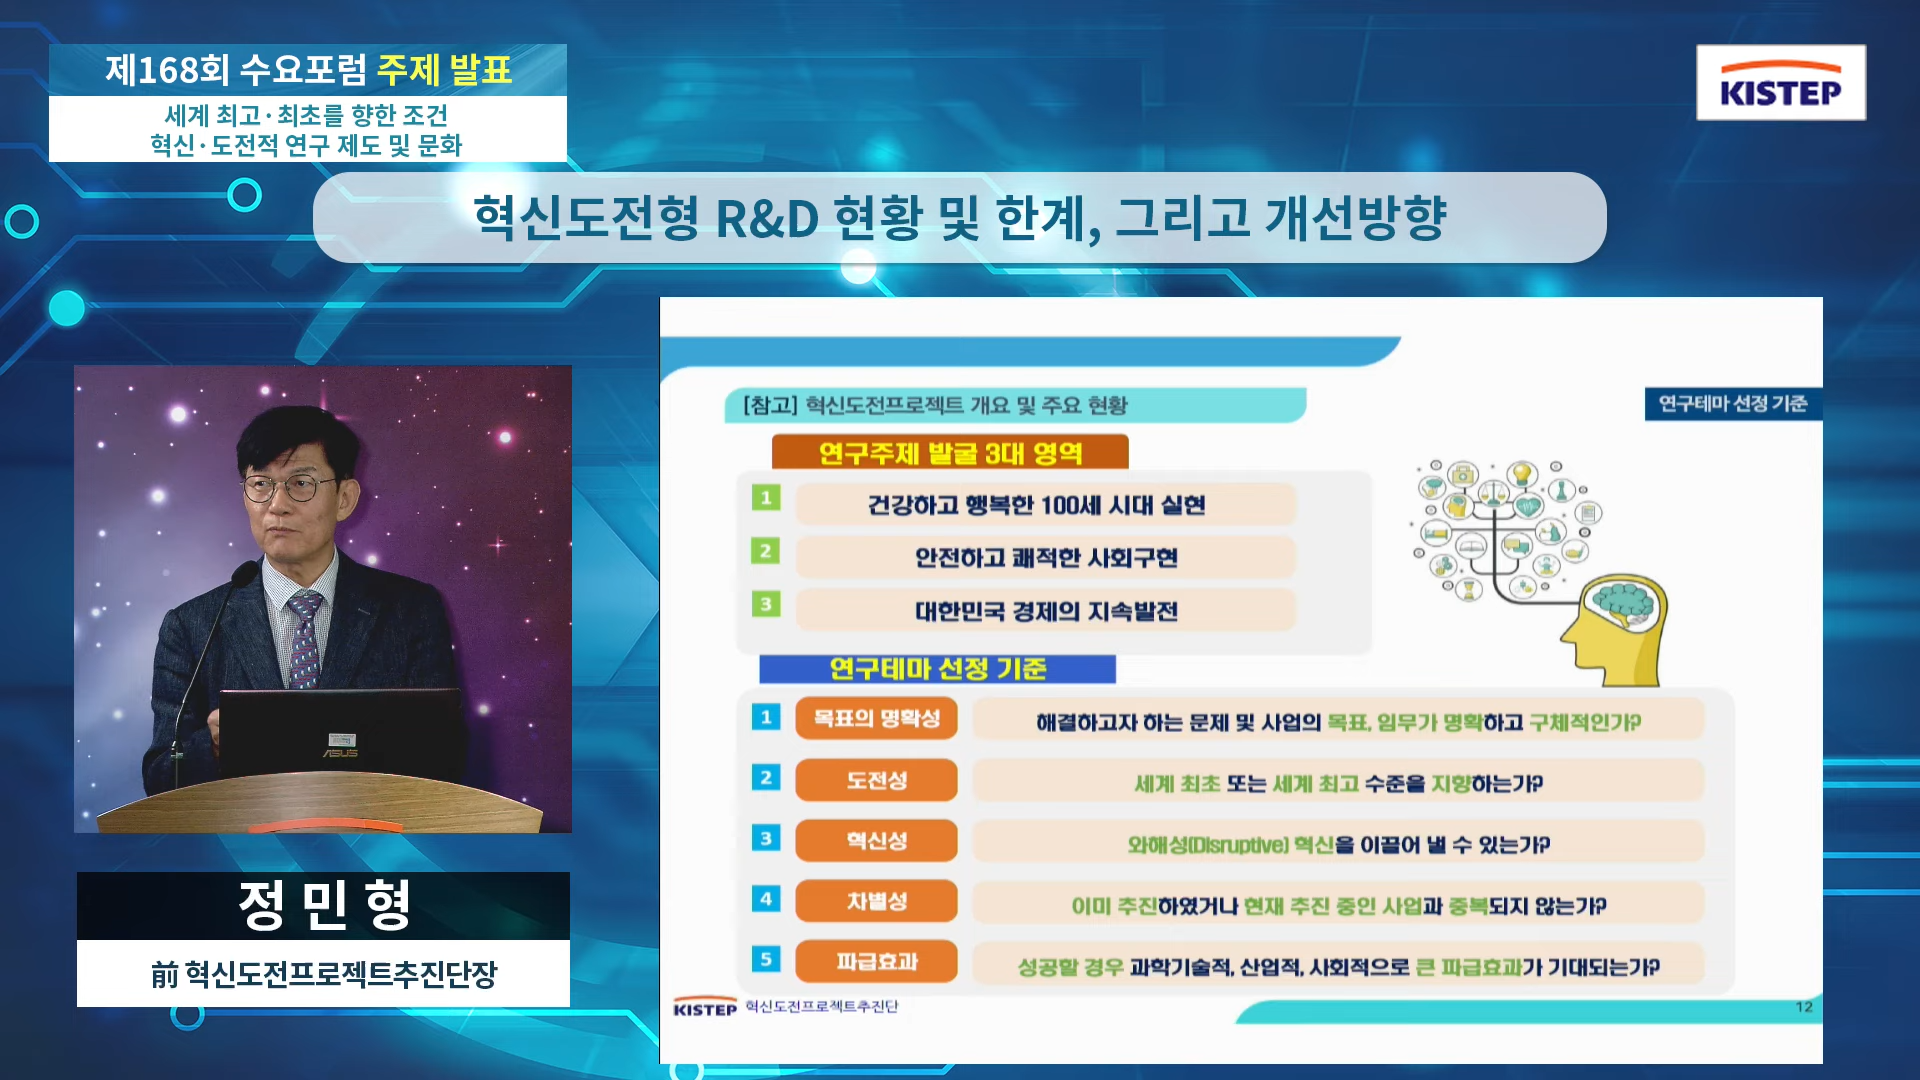 제168회 수요포럼 주제 발표
세계 최고·최초를 향한 조건
혁신·도전적 연구 제도 및 문화
KISTEP
혁신도전형 R&D 현황 및 한계, 그리고 개선방향
[참고] 혁신도전프로젝트 개요 및 주요 현황
연구테마 선정 기준
연구주제 발굴 3대 영역
1 건강하고 행복한 100세 시대 실현
2 안전하고 쾌적한 사회구현
3 대한민국 경제의 지속발전
연구테마 선정 기준
1 목표의 명확성 해결하고자 하는 문제 및 사업의 목표, 임무가 명확하고 구체적인가?
2 도전성 세계 최초 또는 세계 최고 수준을 지향하는가?
3 혁신성 와해성(Disruptive) 혁신을 이끌어 낼 수 있는가?
4 차별성 이미 추진하였거나 현재 추진 중인 사업과 중복되지 않는가?
5 파급효과 성공할 경우 과학기술적, 산업적, 사회적으로 큰 파급효과가 기대되는가?
KISTEP 혁신도전프로젝트추진단
12
ASUS
정 민 형
前 혁신도전프로젝트추진단장